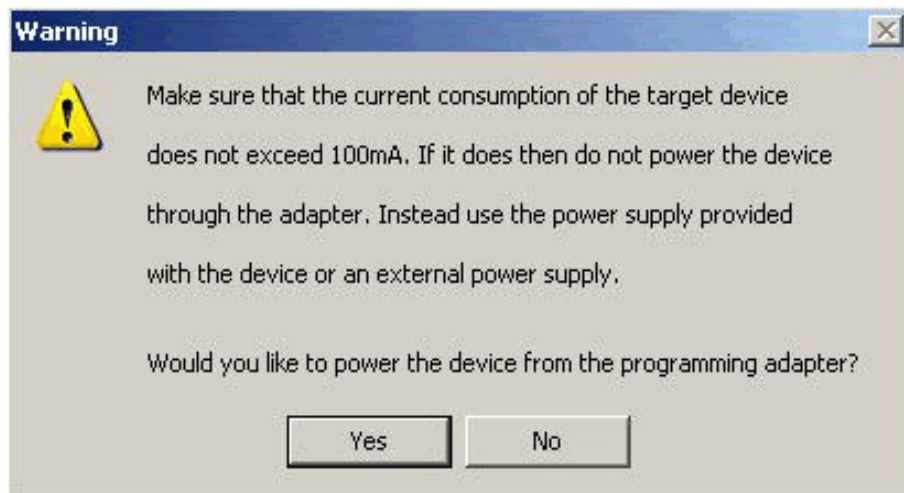 Warning
Make sure that the current consumption of the target device
does not exceed 100mA. If it does then do not power the device
through the adapter. Instead use the power supply provided
with the device or an external power supply.
Would you like to power the device from the programming adapter?
Yes
No